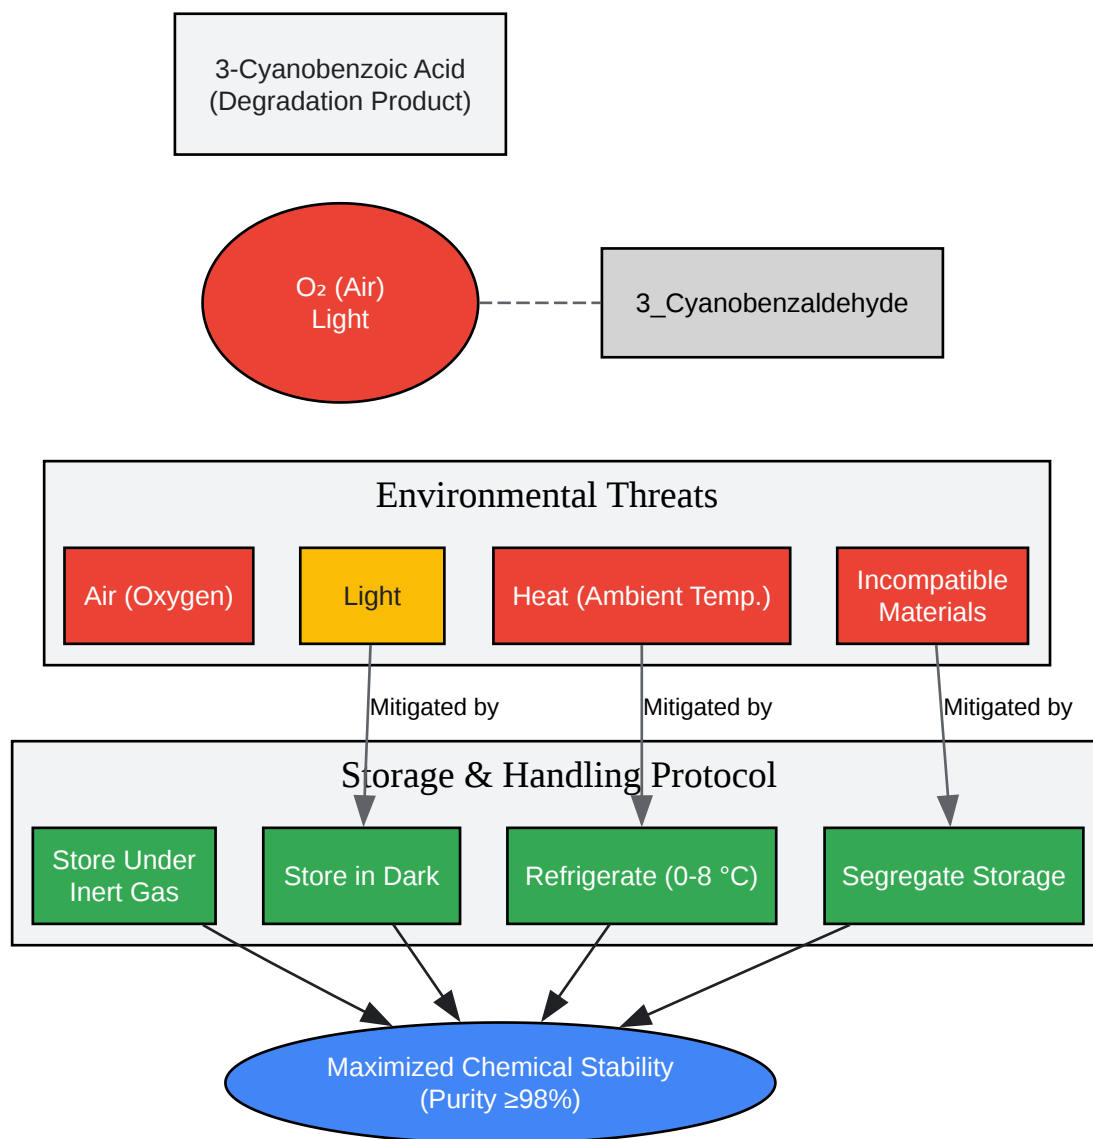 3-Cyanobenzoic Acid
(Degradation Product)
O₂ (Air)
Light
3_Cyanobenzaldehyde
Environmental Threats
Air (Oxygen)
Light
Heat (Ambient Temp.)
Incompatible
Materials
Mitigated by
Mitigated by
Mitigated by
Storage & Handling Protocol
Store Under
Inert Gas
Store in Dark
Refrigerate (0-8 °C)
Segregate Storage
Maximized Chemical Stability
(Purity ≥98%)